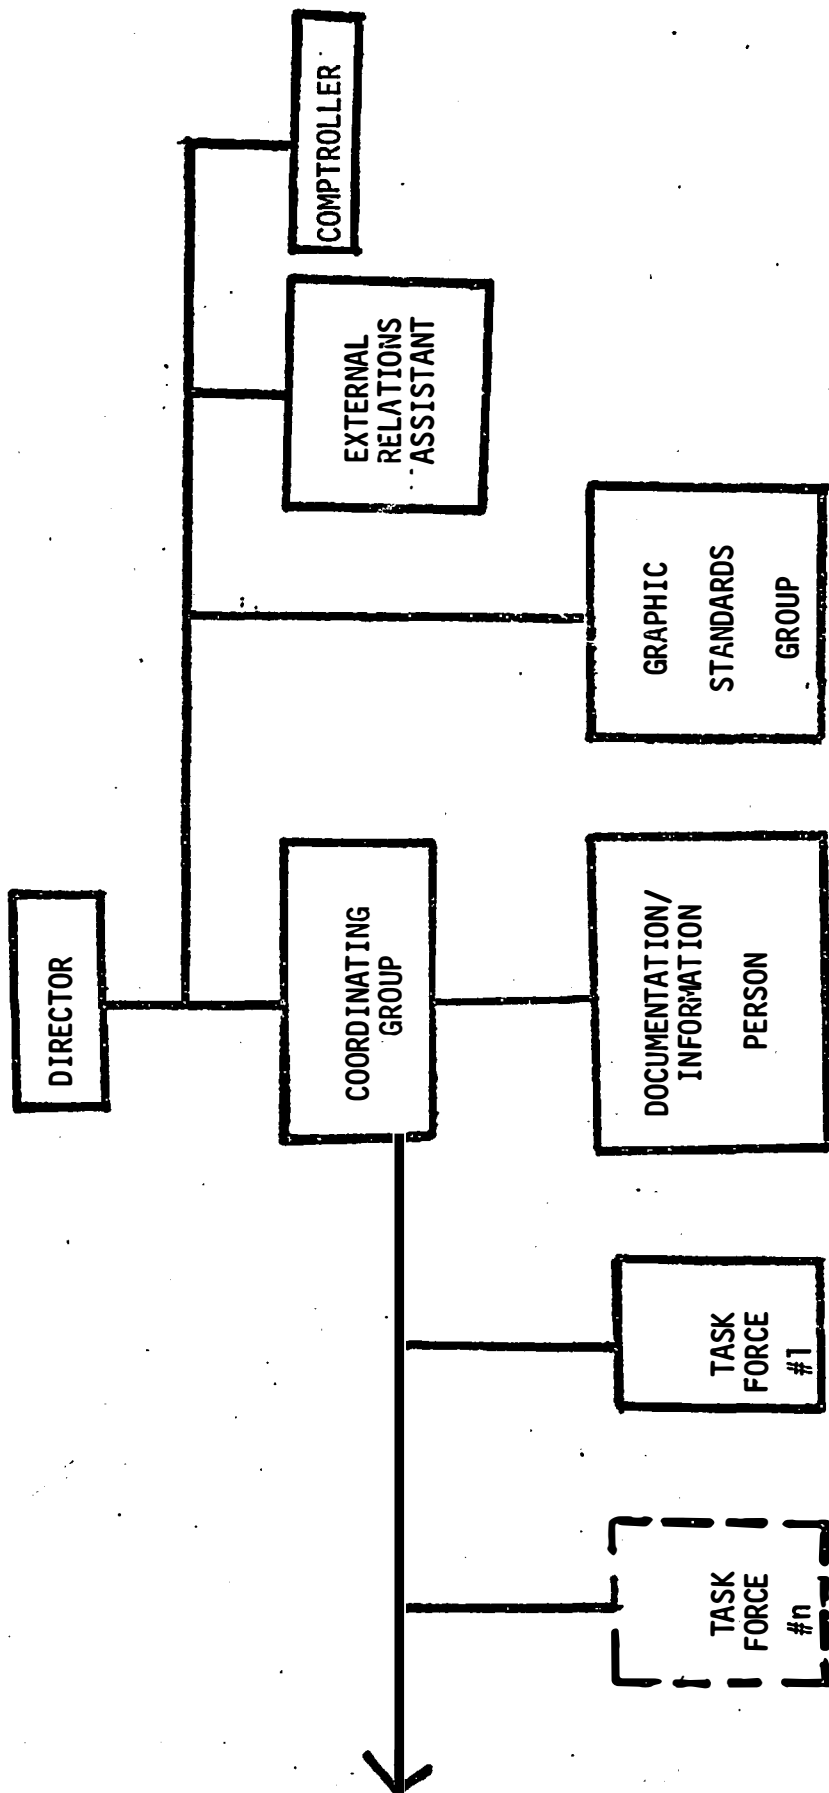 DIRECTOR
COORDINATING
GROUP
EXTERNAL
RELATIONS
ASSISTANT
COMPTROLLER
TASK
FORCE
#n
TASK
FORCE
#1
DOCUMENTATION/
INFORMATION
PERSON
GRAPHIC
STANDARDS
GROUP